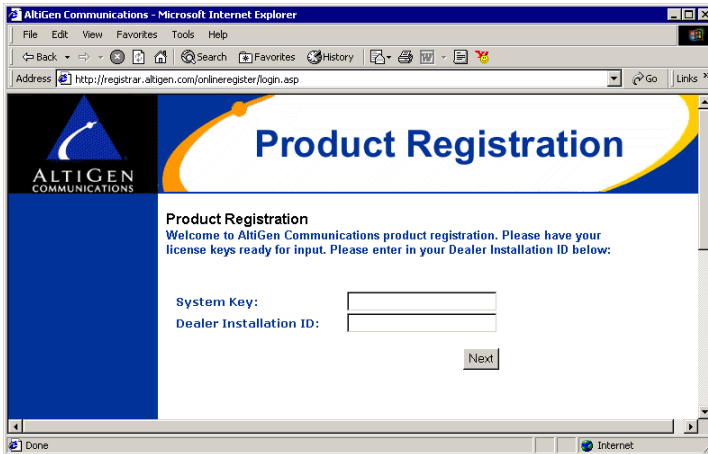 AltiGen Communications - Microsoft Internet Explorer
File Edit View Favorites Tools Help
Back Search Favorites History
Address http://registrar.altigen.com/onlineregister/login.asp Go Links »
ALTIGEN
COMMUNICATIONS
Product Registration
Product Registration
Welcome to AltiGen Communications product registration. Please have your
license keys ready for input. Please enter in your Dealer Installation ID below:
System Key:
Dealer Installation ID:
Next
Done Internet